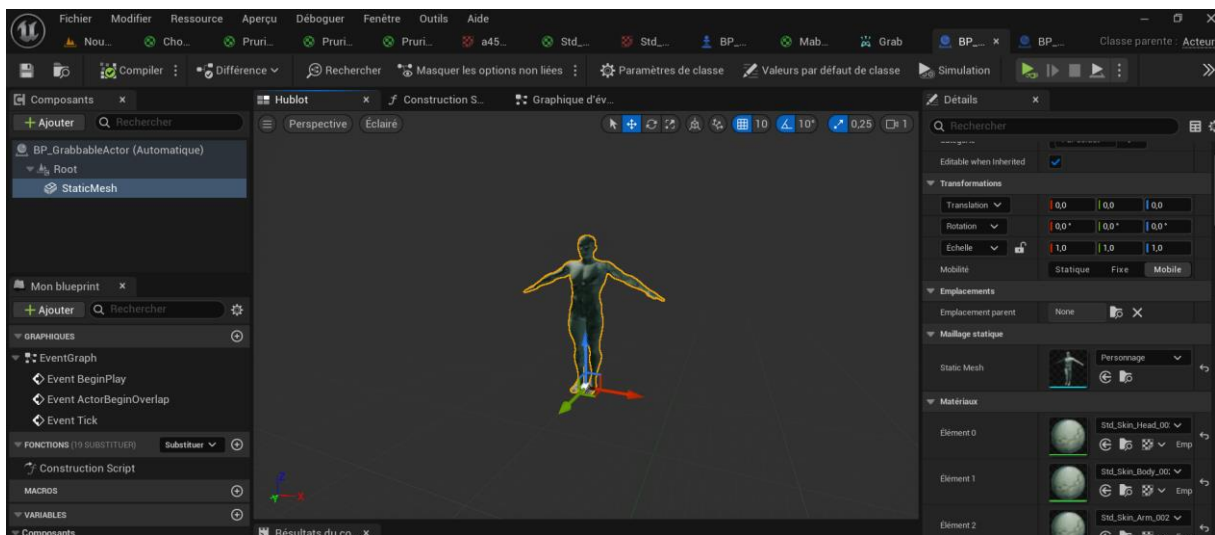 Fichier Modifier Ressource Aperçu Déboguer Fenêtre Outils Aide
Nou... Cho... Pruri... Pruri... Pruri... a45... Std_... Std_... BP_... Mab... Grab BP_... BP_... Classe parente : Acteur
Compiler Différence Rechercher Masquer les options non liées Paramètres de classe Valeurs par défaut de classe Simulation
Composants
+ Ajouter Rechercher
BP_GrabbableActor (Automatique)
Root
StaticMesh
Mon blueprint
+ Ajouter Rechercher
GRAPHIQUES
EventGraph
Event BeginPlay
Event ActorBeginOverlap
Event Tick
FONCTIONS (19 SUBSTITUER) Substituer
Construction Script
MACROS
VARIABLES
Composants
Hublot Construction S... Graphique d'év...
Perspective Éclairé 10 10° 0,25 1
Z
Y X
Résultats du co...
Détails
Rechercher
Editable when Inherited
Transformations
Translation 0,0 0,0 0,0
Rotation 0,0° 0,0° 0,0°
Échelle 1,0 1,0 1,0
Mobilité Statique Fixe Mobile
Emplacements
Emplacement parent None
Maillage statique
Static Mesh Personnage
Matériaux
Élément 0 Std_Skin_Head_00
Emp
Élément 1 Std_Skin_Body_00
Emp
Élément 2 Std_Skin_Arm_002